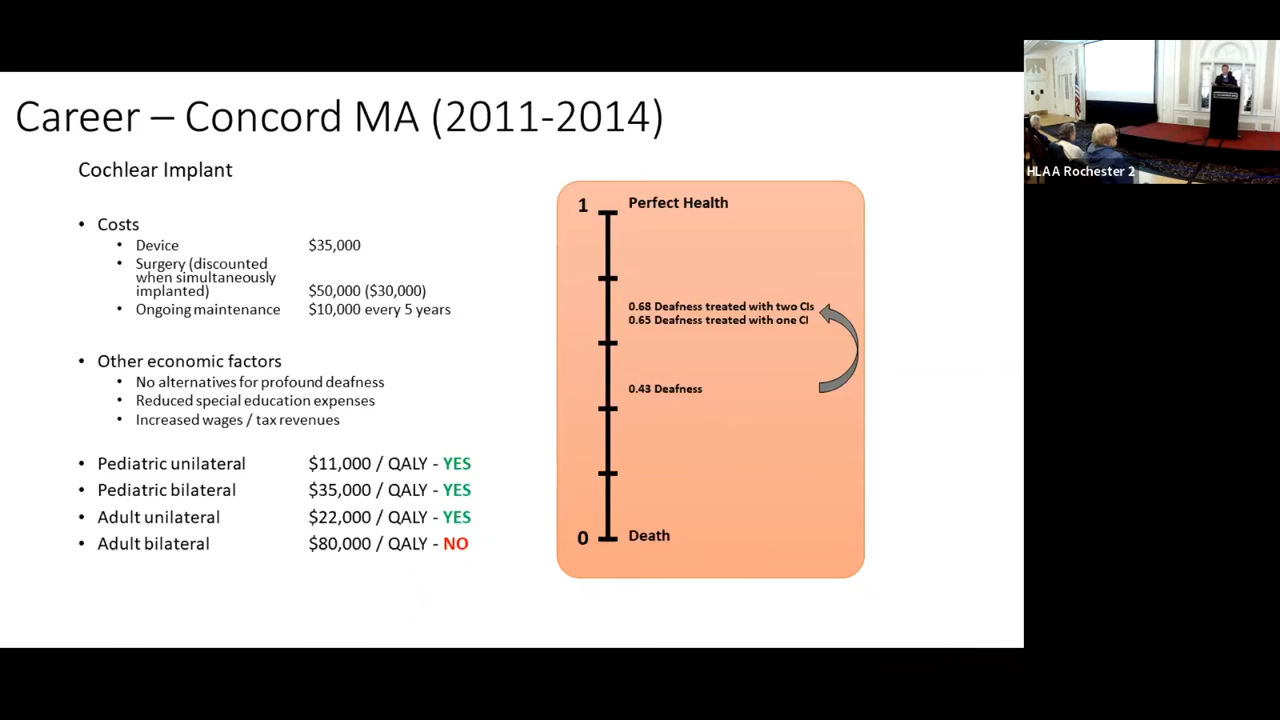 Career – Concord MA (2011-2014)
Cochlear Implant
• Costs
• Device $35,000
• Surgery (discounted
when simultaneously
implanted) $50,000 ($30,000)
• Ongoing maintenance $10,000 every 5 years
• Other economic factors
• No alternatives for profound deafness
• Reduced special education expenses
• Increased wages / tax revenues
• Pediatric unilateral $11,000 / QALY - YES
• Pediatric bilateral $35,000 / QALY - YES
• Adult unilateral $22,000 / QALY - YES
• Adult bilateral $80,000 / QALY - NO
1 Perfect Health
0.68 Deafness treated with two CIs
0.65 Deafness treated with one CI
0.43 Deafness
0 Death
HLAA Rochester 2